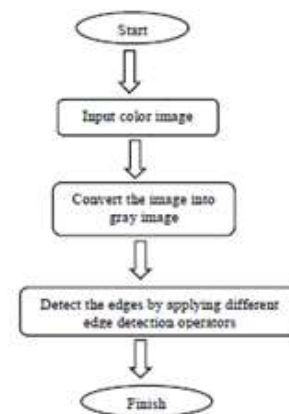 Start
Input color image
Convert the image into
gray image
Detect the edges by applying different
edge detection operators
Finish